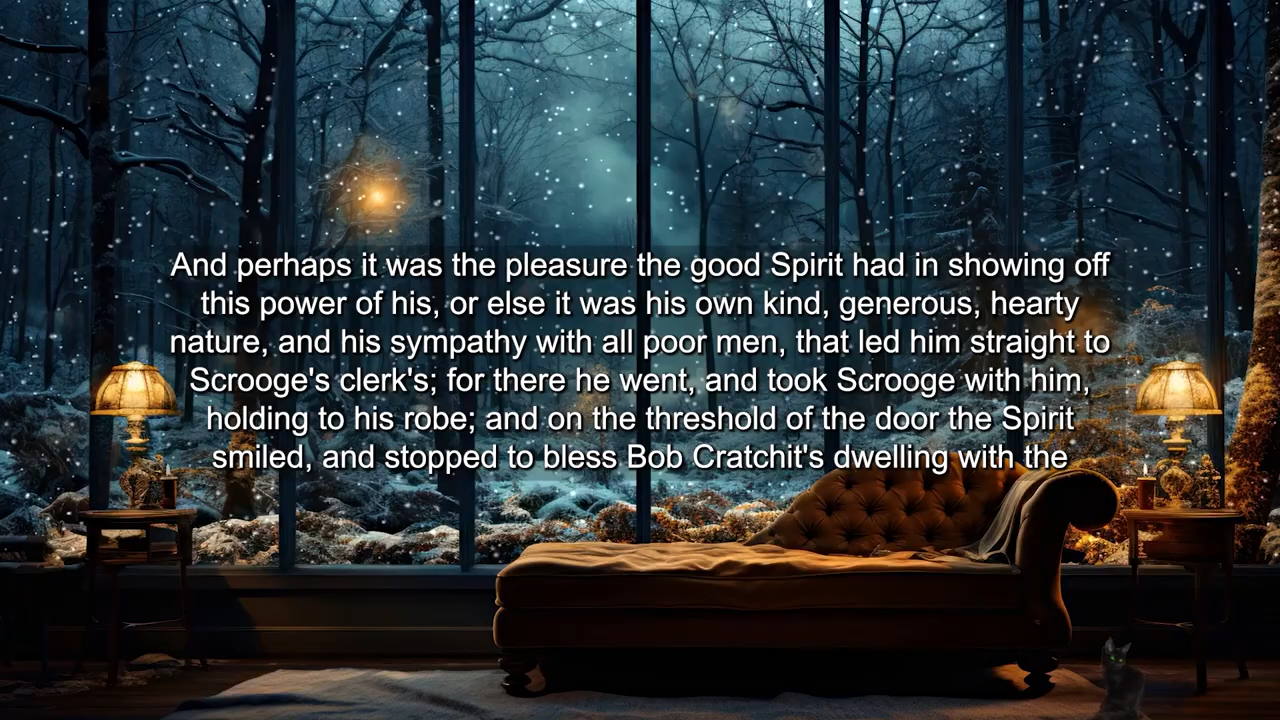 And perhaps it was the pleasure the good Spirit had in showing off
this power of his, or else it was his own kind, generous, hearty
nature, and his sympathy with all poor men, that led him straight to
Scrooge's clerk's; for there he went, and took Scrooge with him,
holding to his robe; and on the threshold of the door the Spirit
smiled, and stopped to bless Bob Cratchit's dwelling with the